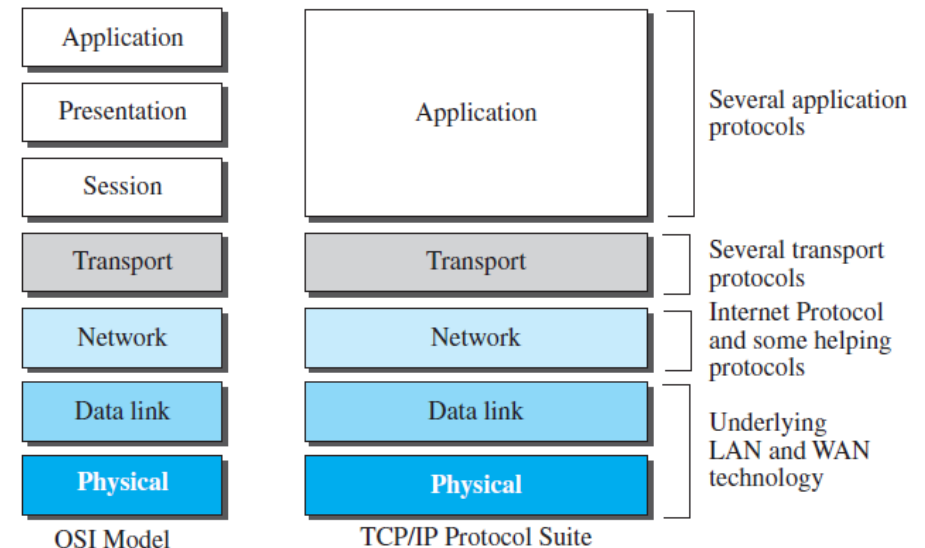 Application
Presentation
Session
Transport
Network
Data link
Physical
OSI Model
Application
Transport
Network
Data link
Physical
TCP/IP Protocol Suite
Several application
protocols
Several transport
protocols
Internet Protocol
and some helping
protocols
Underlying
LAN and WAN
technology